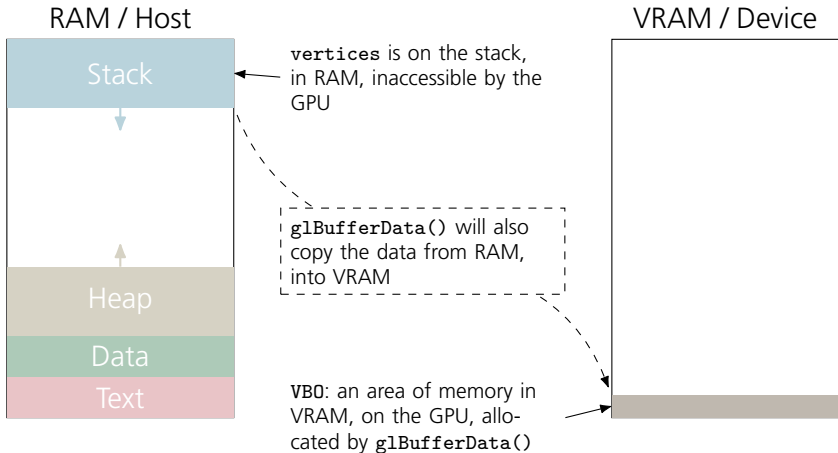 RAM / Host
VRAM / Device
Stack
vertices is on the stack,
in RAM, inaccessible by the
GPU
glBufferData() will also
copy the data from RAM,
into VRAM
Heap
Data
Text
VBO: an area of memory in
VRAM, on the GPU, allo-
cated by glBufferData()